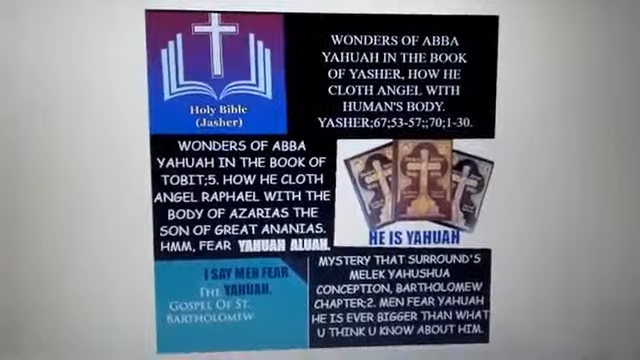 Holy Bible
(Jasher)
WONDERS OF ABBA
YAHUAH IN THE BOOK
OF YASHER, HOW HE
CLOTH ANGEL WITH
HUMAN'S BODY.
YASHER;67;53-57;;70;1-30.
WONDERS OF ABBA
YAHUAH IN THE BOOK OF
TOBIT;5. HOW HE CLOTH
ANGEL RAPHAEL WITH THE
BODY OF AZARIAS THE
SON OF GREAT ANANIAS.
HMM, FEAR YAHUAH ALUAH.
HE IS YAHUAH
I SAY MEN FEAR
YAHUAH.
THE
GOSPEL OF ST.
BARTHOLOMEW
MYSTERY THAT SURROUND'S
MELEK YAHUSHUA
CONCEPTION, BARTHOLOMEW
CHAPTER;2. MEN FEAR YAHUAH
HE IS EVER BIGGER THAN WHAT
U THINK U KNOW ABOUT HIM.